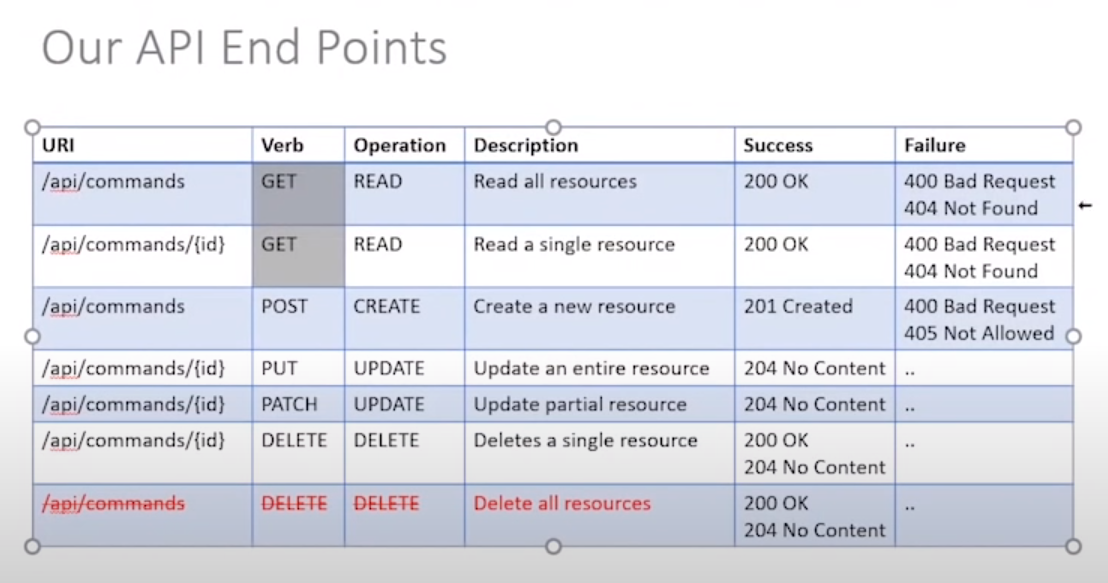 Our API End Points
URI Verb Operation Description Success Failure
/api/commands GET READ Read all resources 200 OK 400 Bad Request
404 Not Found
/api/commands/{id} GET READ Read a single resource 200 OK 400 Bad Request
404 Not Found
/api/commands POST CREATE Create a new resource 201 Created 400 Bad Request
405 Not Allowed
/api/commands/{id} PUT UPDATE Update an entire resource 204 No Content ..
/api/commands/{id} PATCH UPDATE Update partial resource 204 No Content ..
/api/commands/{id} DELETE DELETE Deletes a single resource 200 OK ..
204 No Content
/api/commands DELETE DELETE Delete all resources 200 OK ..
204 No Content